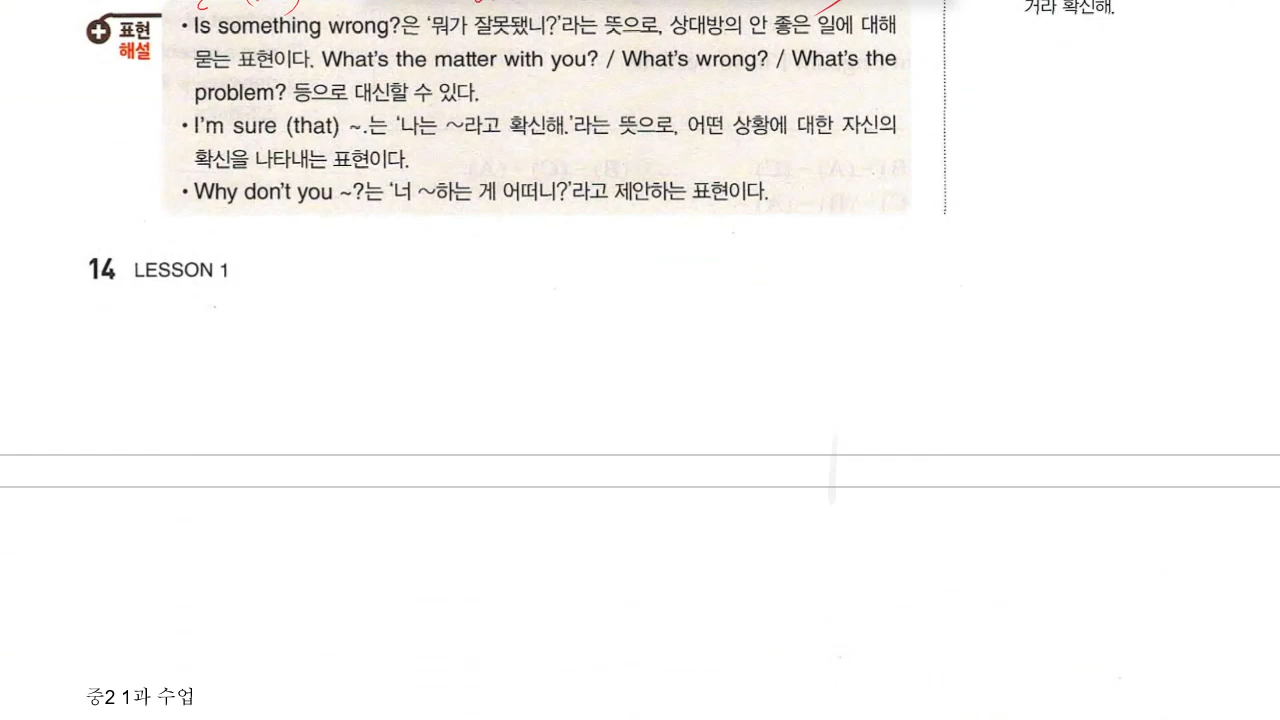 거라 확신해.
표현
해설
• Is something wrong?은 ‘뭐가 잘못됐니?’라는 뜻으로, 상대방의 안 좋은 일에 대해
묻는 표현이다. What’s the matter with you? / What’s wrong? / What’s the
problem? 등으로 대신할 수 있다.
• I’m sure (that) ~.는 ‘나는 ～라고 확신해.’라는 뜻으로, 어떤 상황에 대한 자신의
확신을 나타내는 표현이다.
• Why don’t you ~?는 ‘너 ～하는 게 어떠니?’라고 제안하는 표현이다.
14 LESSON 1
중2 1과 수업